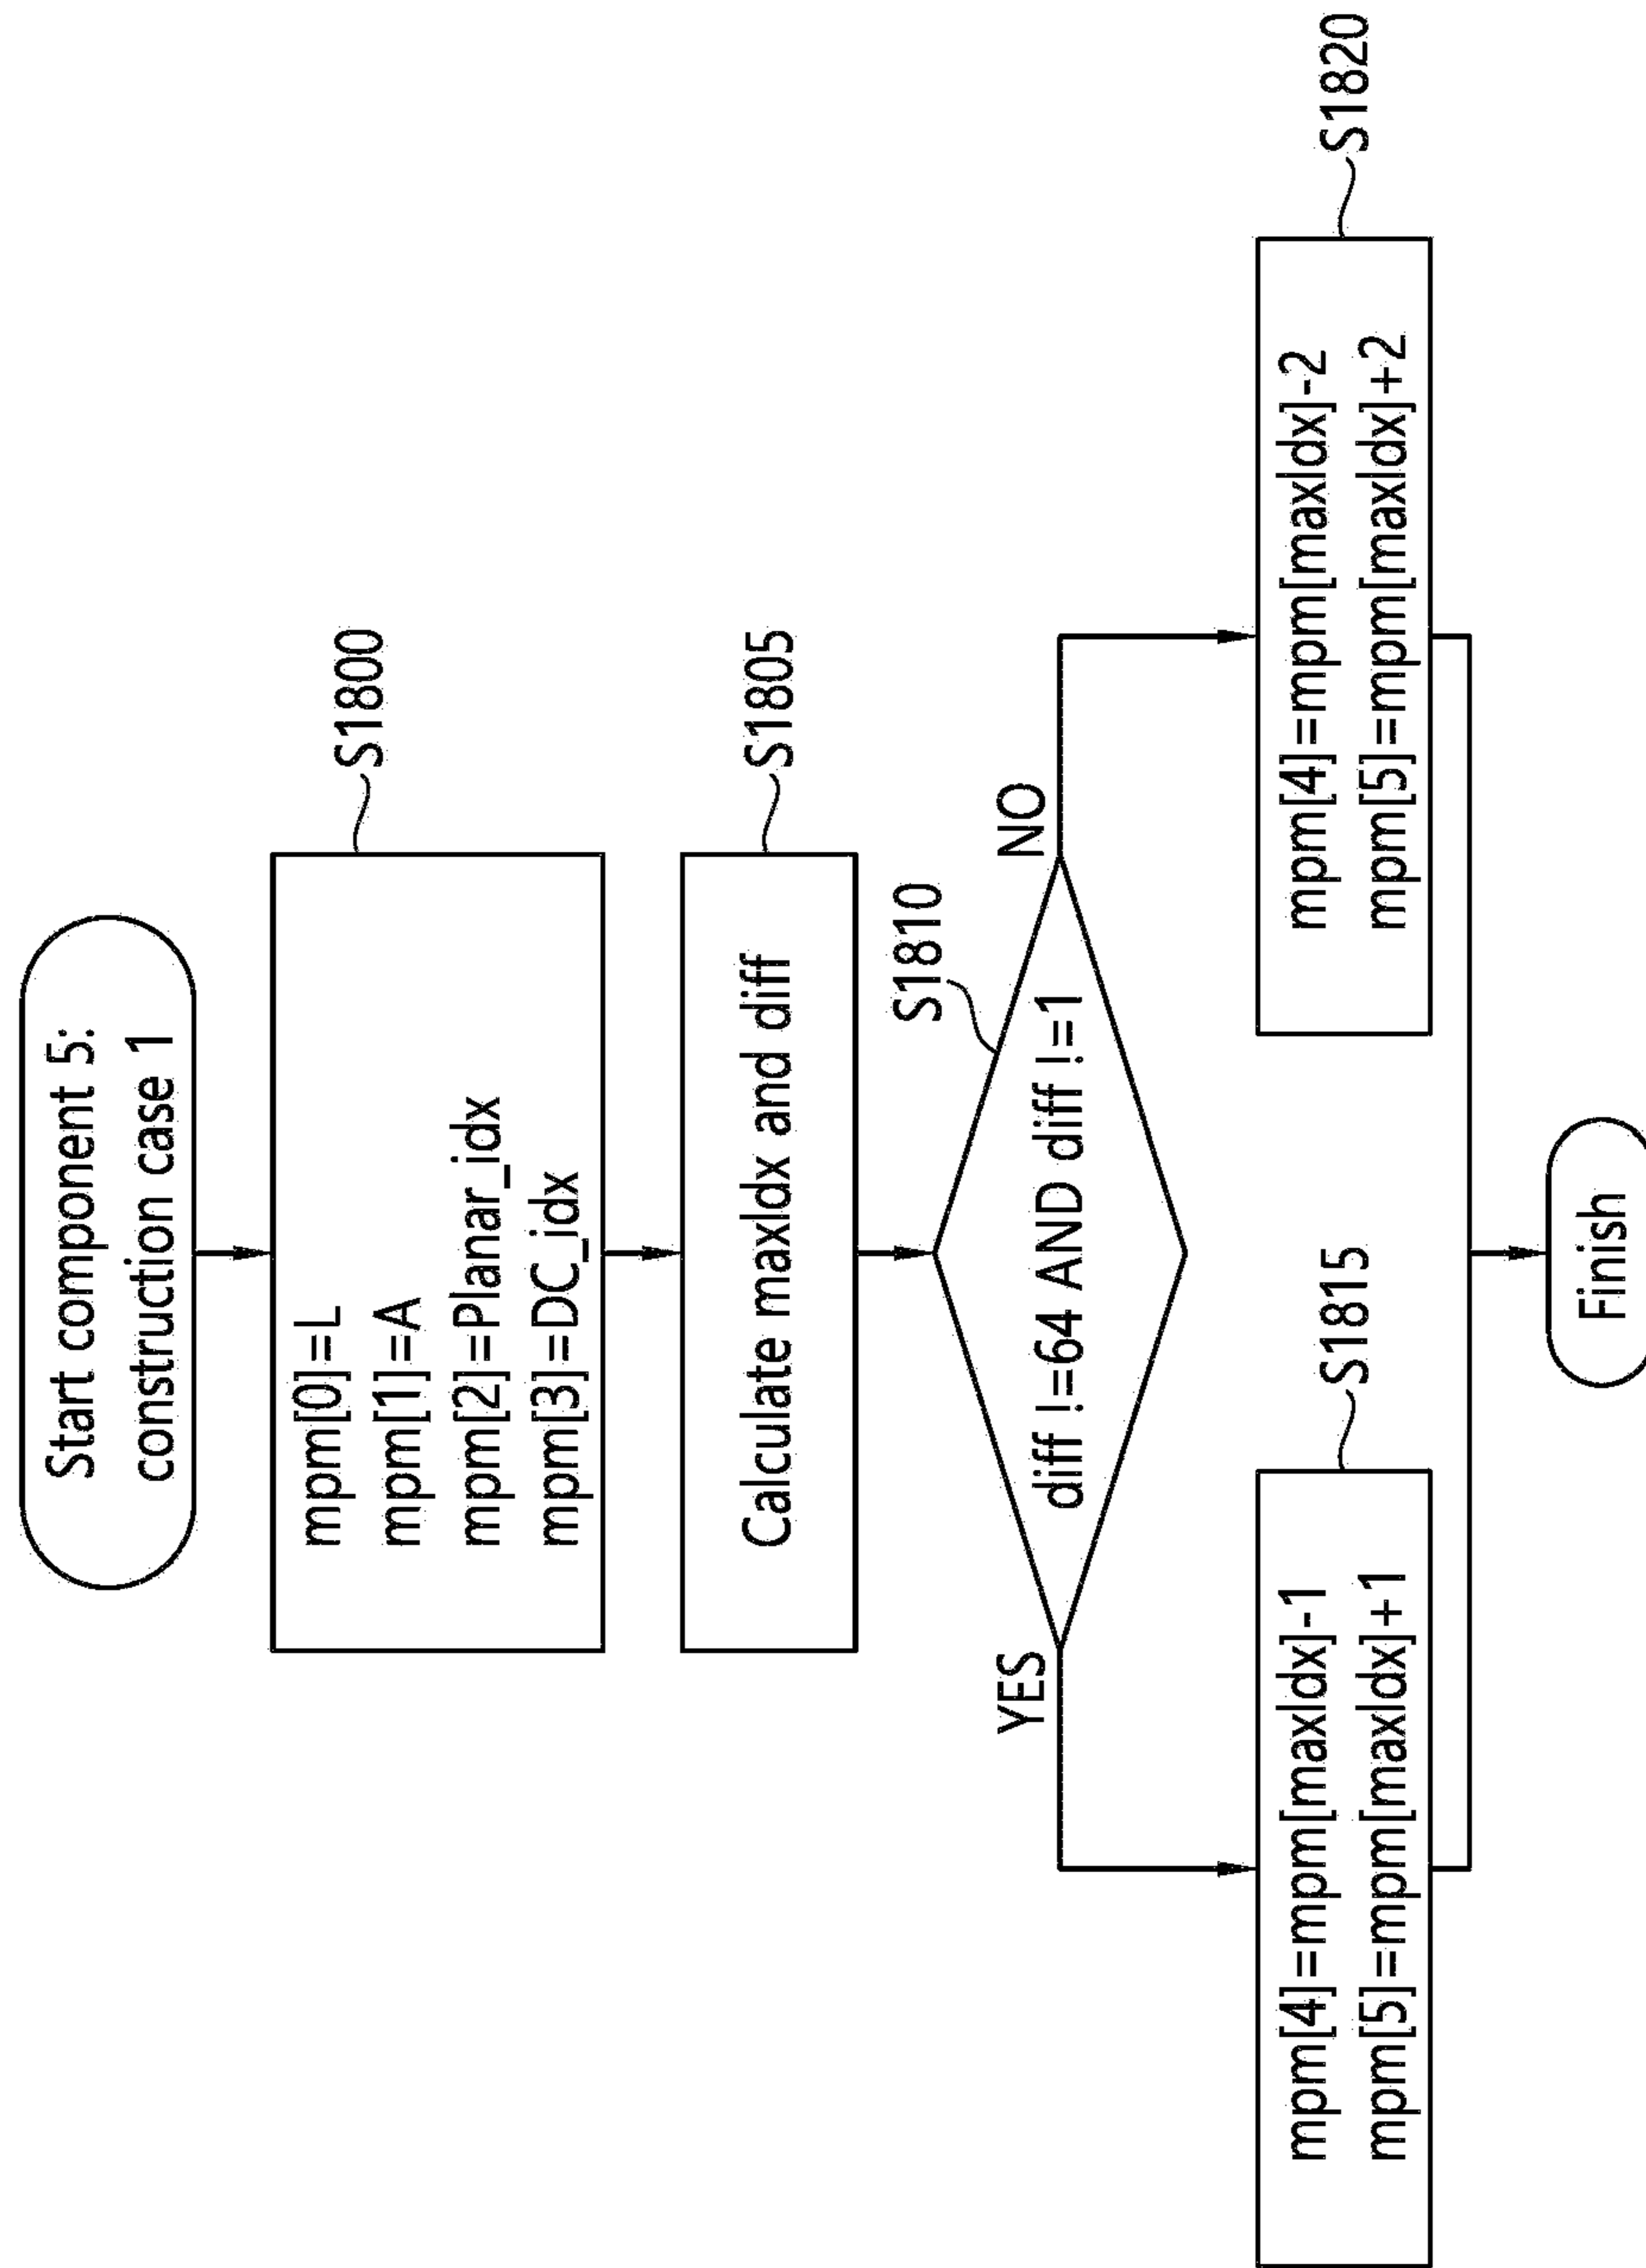 Start component 5:
construction case 1
S1800
mpm[0]=L
mpm[1]=A
mpm[2]=Planar_idx
mpm[3]=DC_idx
S1805
Calculate maxIdx and diff
S1810
diff !=64 AND diff !=1
YES
NO
S1815
mpm[4]=mpm[maxIdx]-1
mpm[5]=mpm[maxIdx]+1
S1820
mpm[4]=mpm[maxIdx]-2
mpm[5]=mpm[maxIdx]+2
Finish